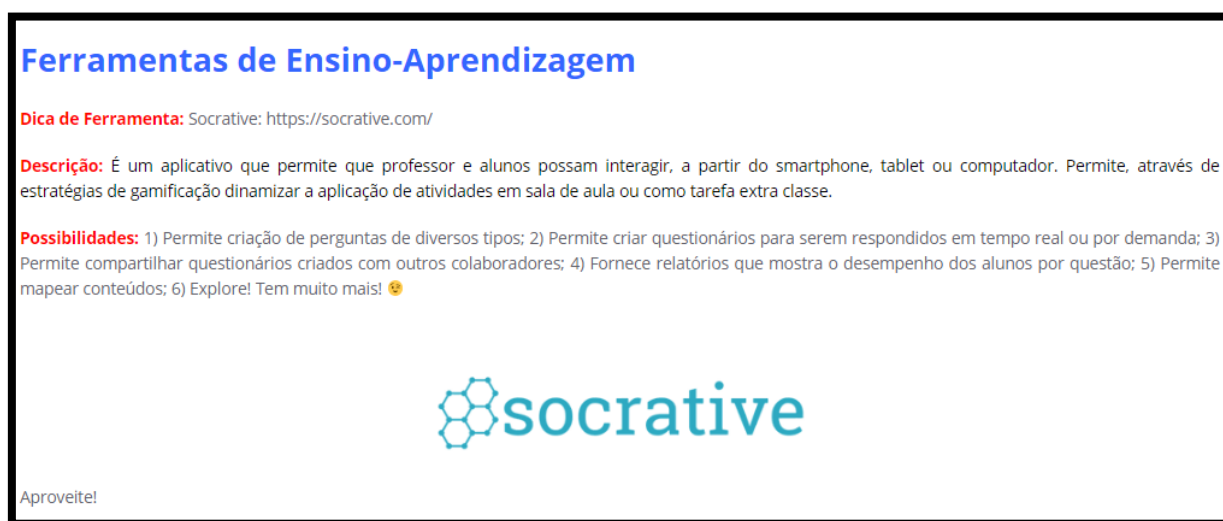 Ferramentas de Ensino-Aprendizagem
Dica de Ferramenta: Socrative: https://socrative.com/
Descrição: É um aplicativo que permite que professor e alunos possam interagir, a partir do smartphone, tablet ou computador. Permite, através de
estratégias de gamificação dinamizar a aplicação de atividades em sala de aula ou como tarefa extra classe.
Possibilidades: 1) Permite criação de perguntas de diversos tipos; 2) Permite criar questionários para serem respondidos em tempo real ou por demanda; 3)
Permite compartilhar questionários criados com outros colaboradores; 4) Fornece relatórios que mostra o desempenho dos alunos por questão; 5) Permite
mapear conteúdos; 6) Explore! Tem muito mais! 😉
socrative
Aproveite!